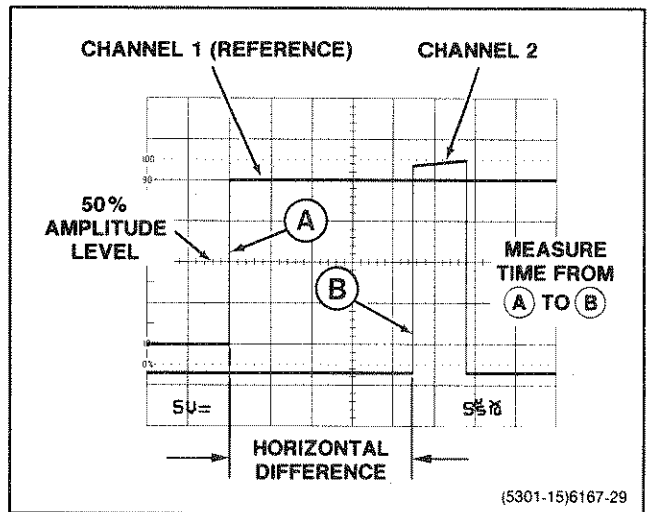 CHANNEL 1 (REFERENCE)
CHANNEL 2
100
90
50%
AMPLITUDE
LEVEL
A
B
MEASURE
TIME FROM
A TO B
10
0%
5V=
HORIZONTAL
DIFFERENCE
(5301-15)6167-29